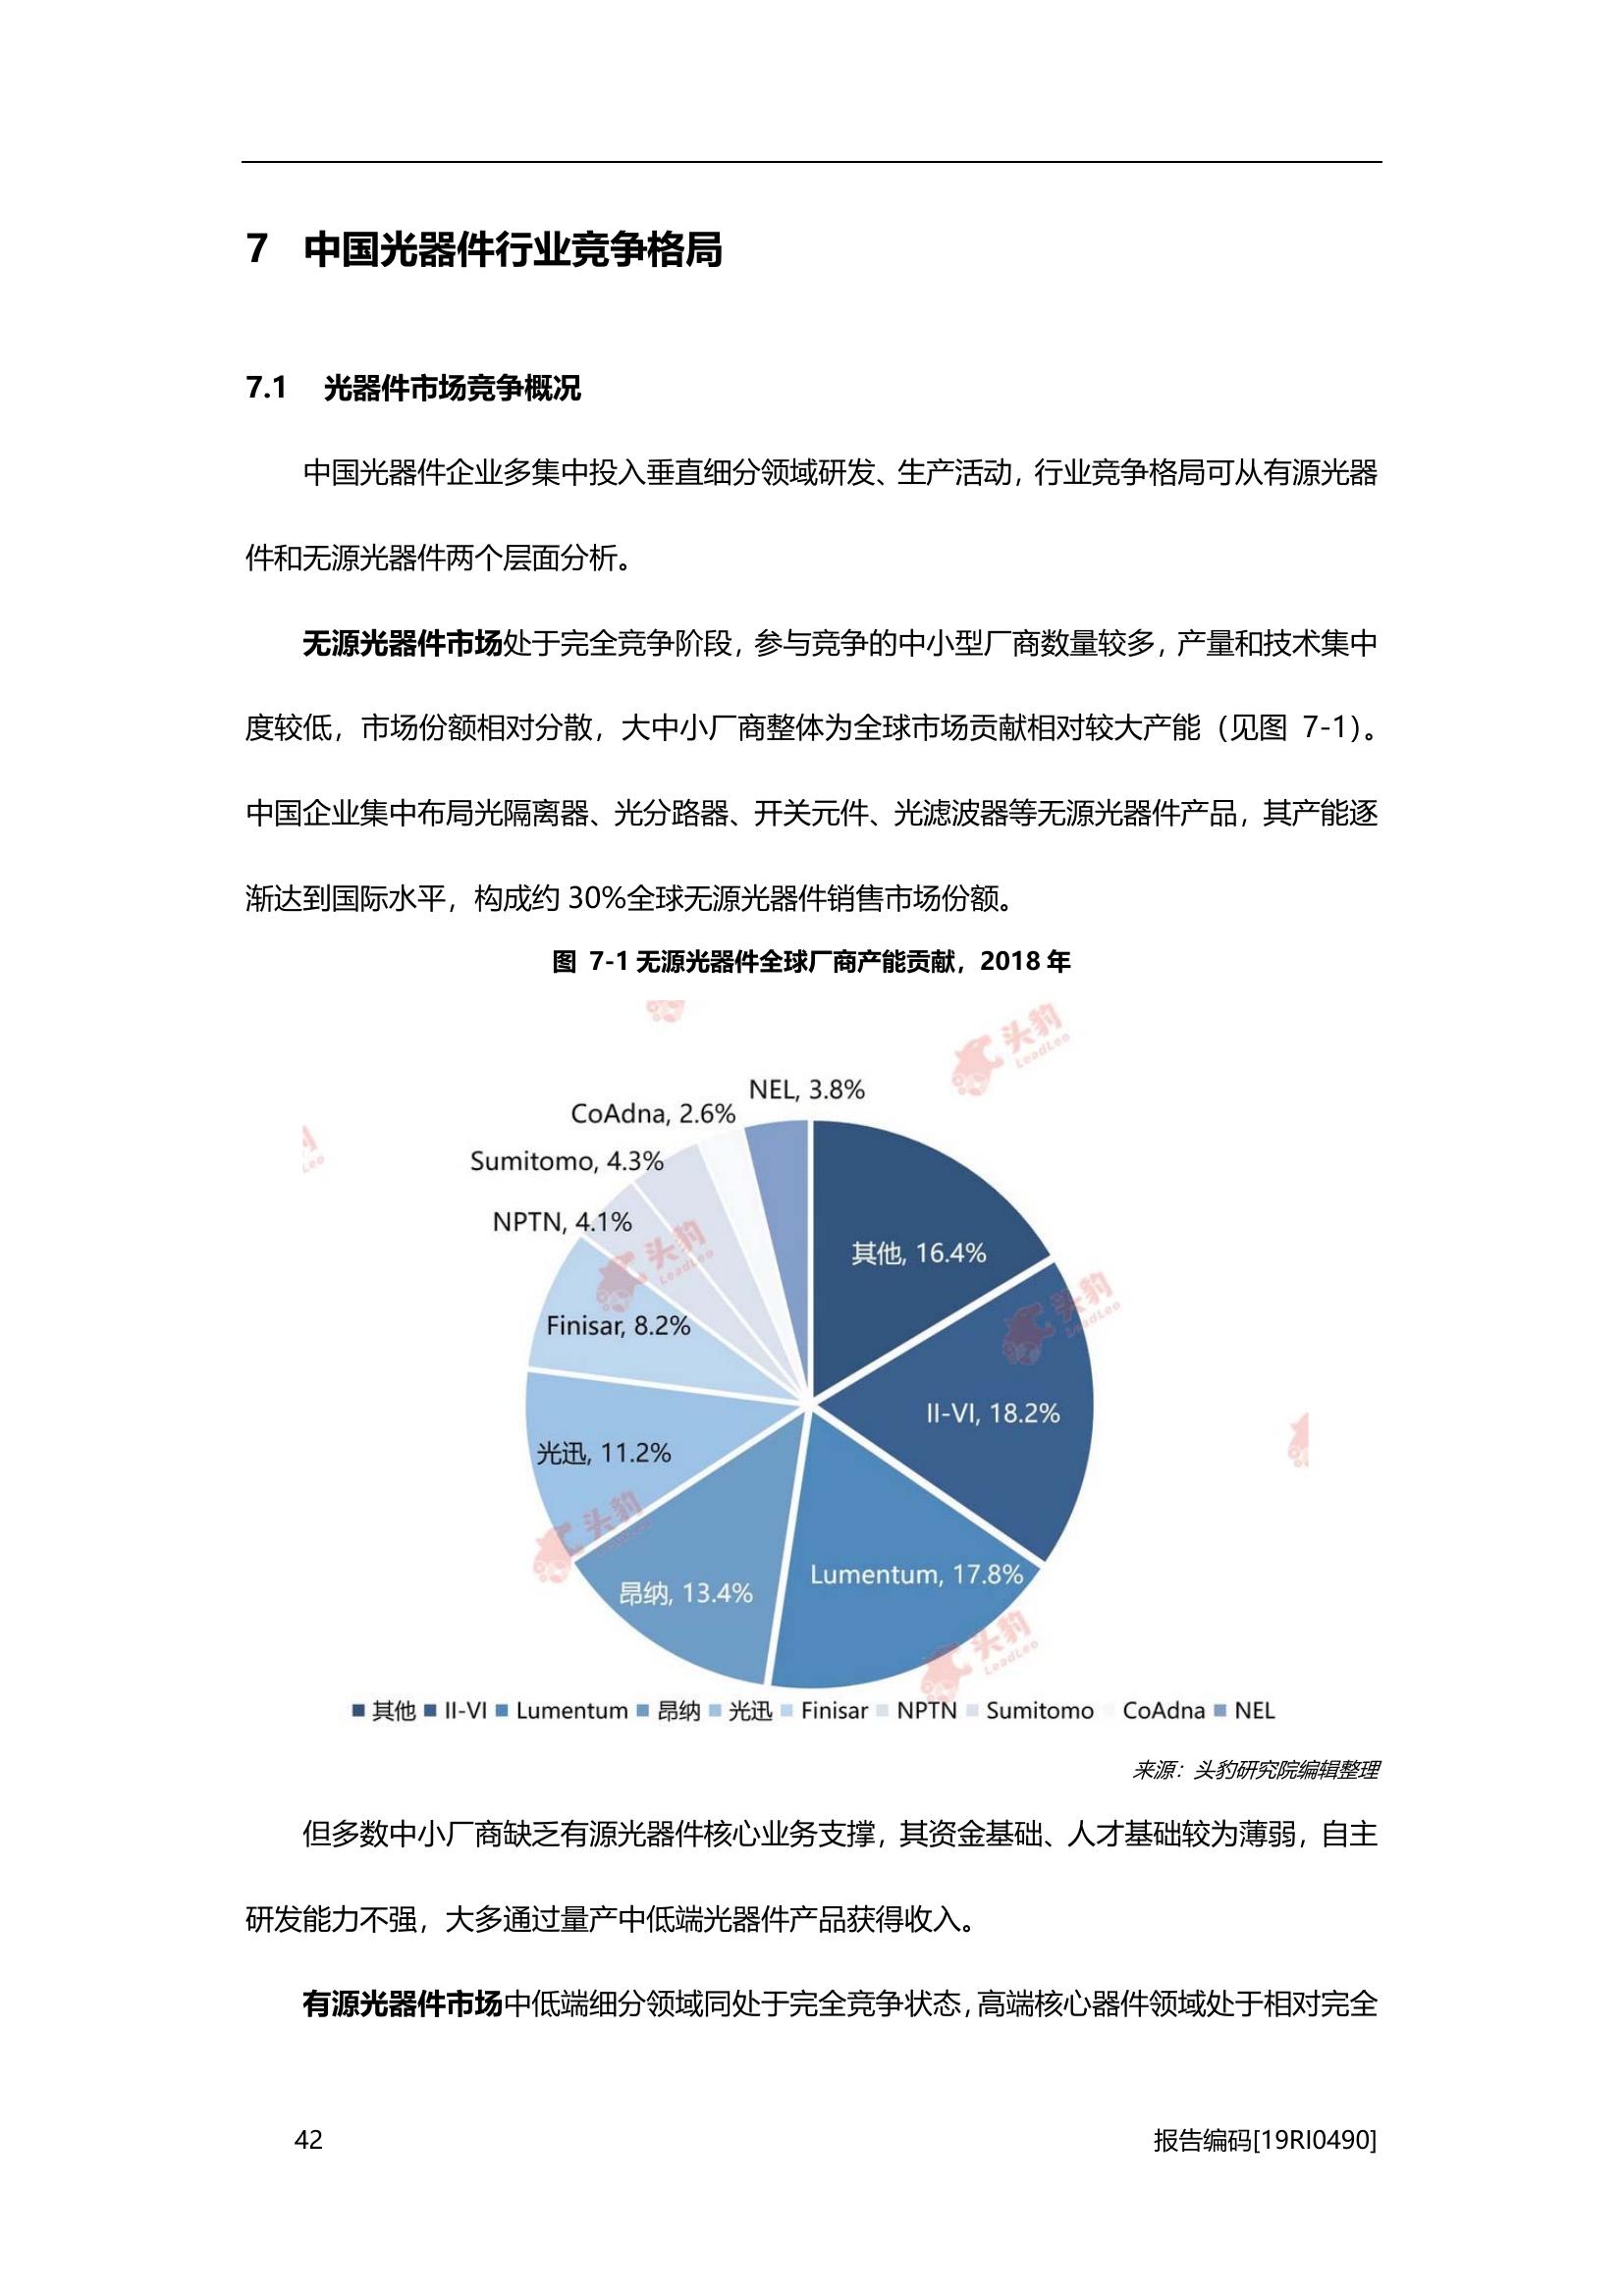 7 中国光器件行业竞争格局
7.1 光器件市场竞争概况
中国光器件企业多集中投入垂直细分领域研发、生产活动，行业竞争格局可从有源光器
件和无源光器件两个层面分析。
无源光器件市场处于完全竞争阶段，参与竞争的中小型厂商数量较多，产量和技术集中
度较低，市场份额相对分散，大中小厂商整体为全球市场贡献相对较大产能（见图 7-1）。
中国企业集中布局光隔离器、光分路器、开关元件、光滤波器等无源光器件产品，其产能逐
渐达到国际水平，构成约 30%全球无源光器件销售市场份额。
图 7-1 无源光器件全球厂商产能贡献，2018 年
头豹
LeadLeo
NEL, 3.8%
CoAdna, 2.6%
Sumitomo, 4.3%
NPTN, 4.1%
其他, 16.4%
头豹
LeadLeo
Finisar, 8.2%
头豹
LeadLeo
II-VI, 18.2%
光迅, 11.2%
头豹
Lumentum, 17.8%
昂纳, 13.4%
头豹
LeadLeo
■ 其他 ■ II-VI ■ Lumentum ■ 昂纳 ■ 光迅 ■ Finisar ■ NPTN ■ Sumitomo ■ CoAdna ■ NEL
来源：头豹研究院编辑整理
但多数中小厂商缺乏有源光器件核心业务支撑，其资金基础、人才基础较为薄弱，自主
研发能力不强，大多通过量产中低端光器件产品获得收入。
有源光器件市场中低端细分领域同处于完全竞争状态，高端核心器件领域处于相对完全
42
报告编码[19RI0490]